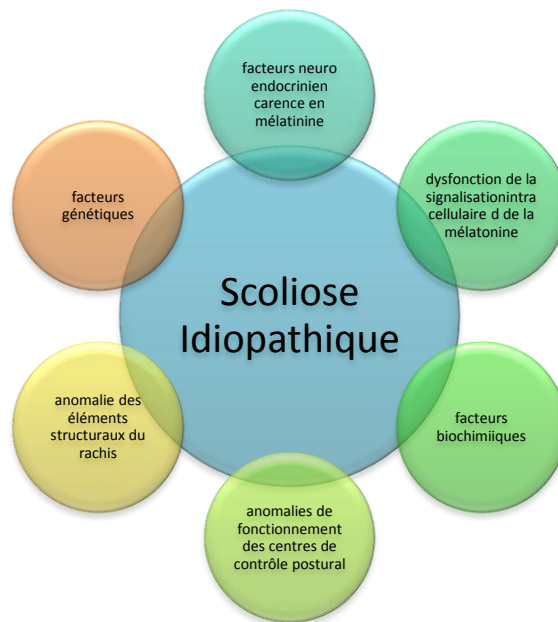 facteurs neuro
endocrinien
carence en
mélatinine
dysfonction de la
signalisationintra
cellulaire d de la
mélatonine
facteurs
génétiques
Scoliose
Idiopathique
anomalie des
éléments
structuraux du
rachis
facteurs
biochimiiques
anomalies de
fonctionnement
des centres de
contrôle postural